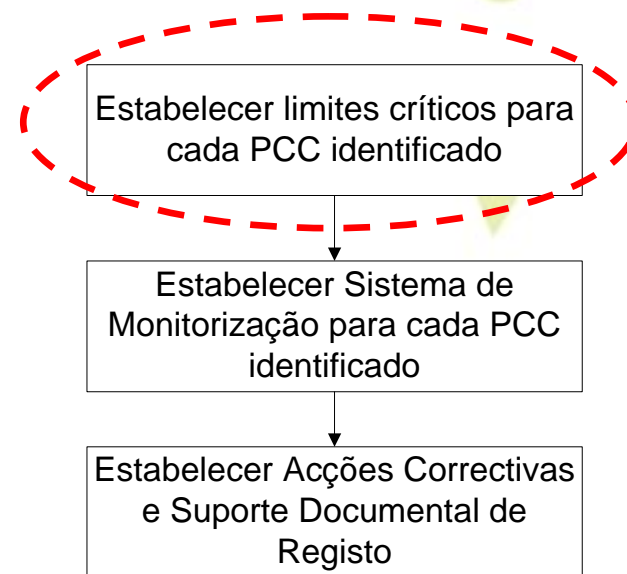 Estabelecer limites críticos para
cada PCC identificado
Estabelecer Sistema de
Monitorização para cada PCC
identificado
Estabelecer Acções Correctivas
e Suporte Documental de
Registo